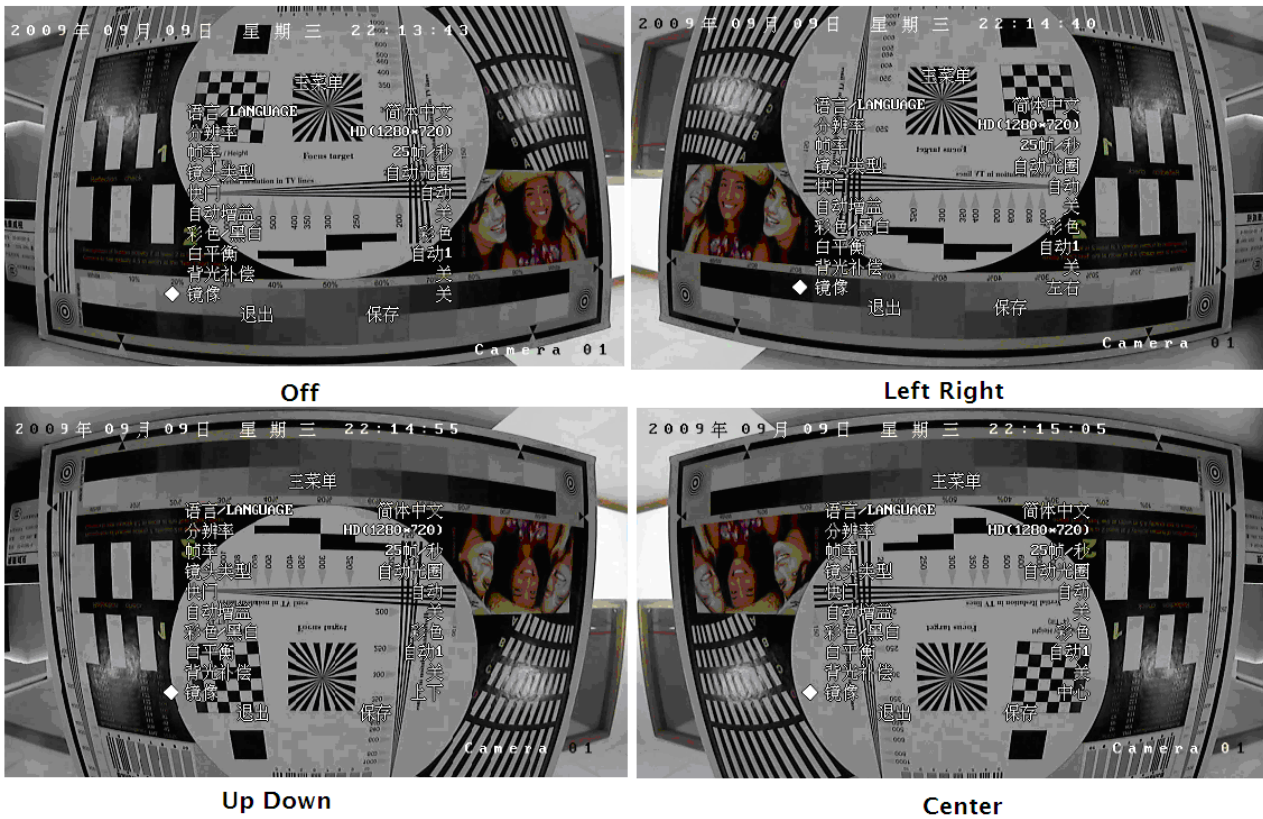 2009年 09月 09日 星期三 22:13:43
主菜单
语言/LANGUAGE 简体中文
分辨率 HD(1280*720)
帧率 25帧/秒
镜头类型 自动光圈
快门 自动
自动增益 关
彩色/黑白 彩色
白平衡 自动1
背光补偿 关
镜像 关
退出 保存
Focus target
Camera 01
Off
2009年 09月 09日 星期三 22:14:40
主菜单
语言/LANGUAGE 简体中文
分辨率 HD(1280*720)
帧率 25帧/秒
镜头类型 自动光圈
快门 自动
自动增益 关
彩色/黑白 彩色
白平衡 自动1
背光补偿 关
镜像 左右
退出 保存
Focus target
Camera 01
Left Right
2009年 09月 09日 星期三 22:14:55
主菜单
语言/LANGUAGE 简体中文
分辨率 HD(1280*720)
帧率 25帧/秒
镜头类型 自动光圈
快门 自动
自动增益 关
彩色/黑白 彩色
白平衡 自动1
背光补偿 关
镜像 上下
退出 保存
Camera 01
Up Down
2009年 09月 09日 星期三 22:15:05
主菜单
语言/LANGUAGE 简体中文
分辨率 HD(1280*720)
帧率 25帧/秒
镜头类型 自动光圈
快门 自动
自动增益 关
彩色/黑白 彩色
白平衡 自动1
背光补偿 关
镜像 中心
退出 保存
Focus target
Camera 01
Center